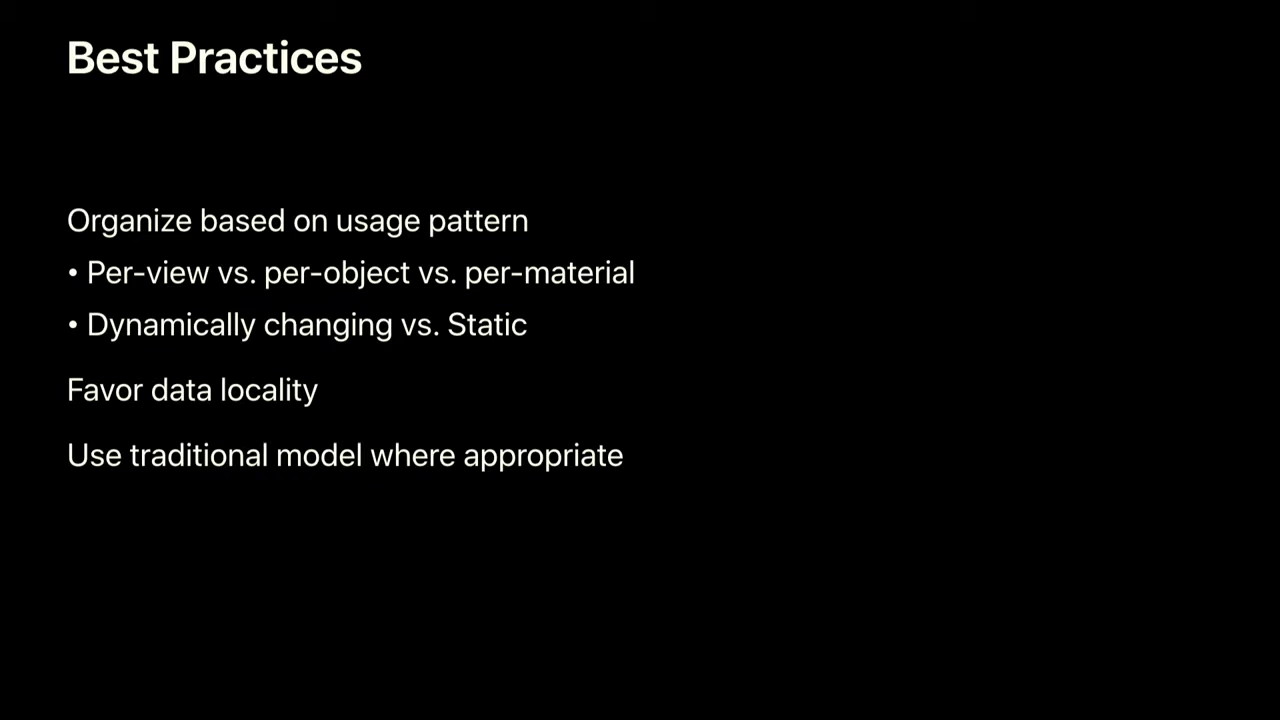 Best Practices
Organize based on usage pattern
• Per-view vs. per-object vs. per-material
• Dynamically changing vs. Static
Favor data locality
Use traditional model where appropriate